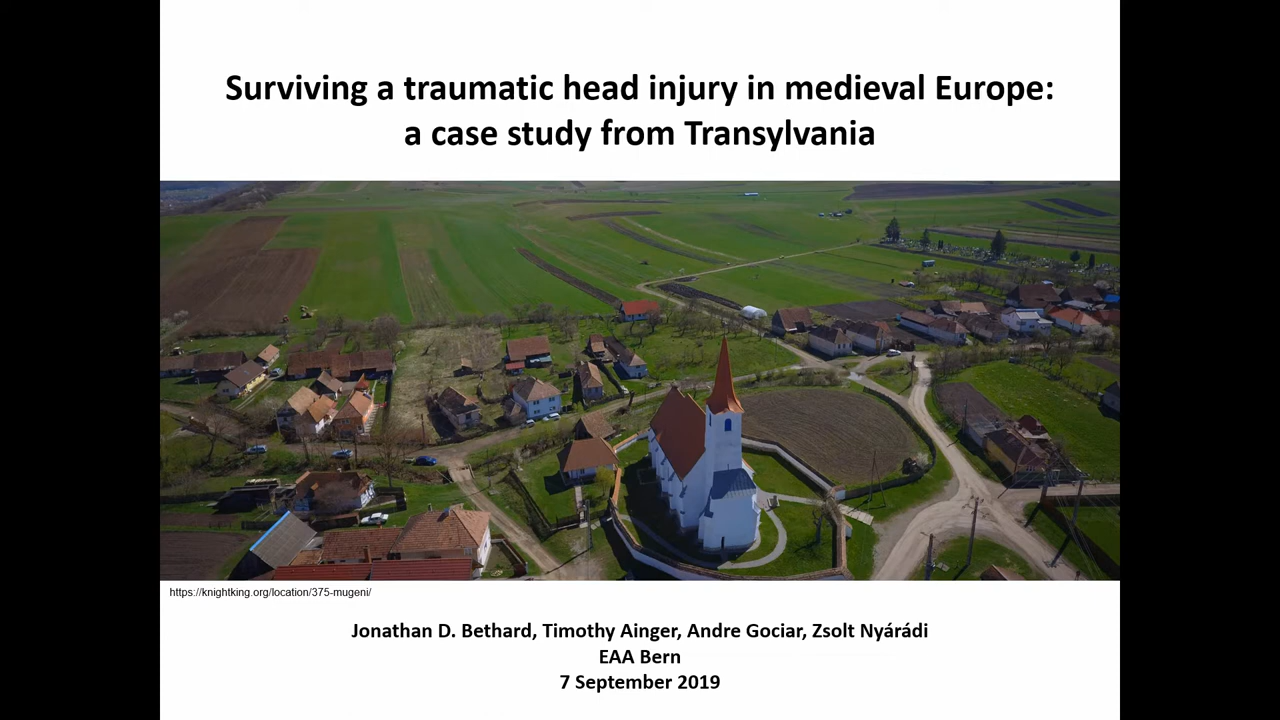 Surviving a traumatic head injury in medieval Europe:
a case study from Transylvania
https://knightking.org/location/375-mugeni/
Jonathan D. Bethard, Timothy Ainger, Andre Gociar, Zsolt Nyárádi
EAA Bern
7 September 2019